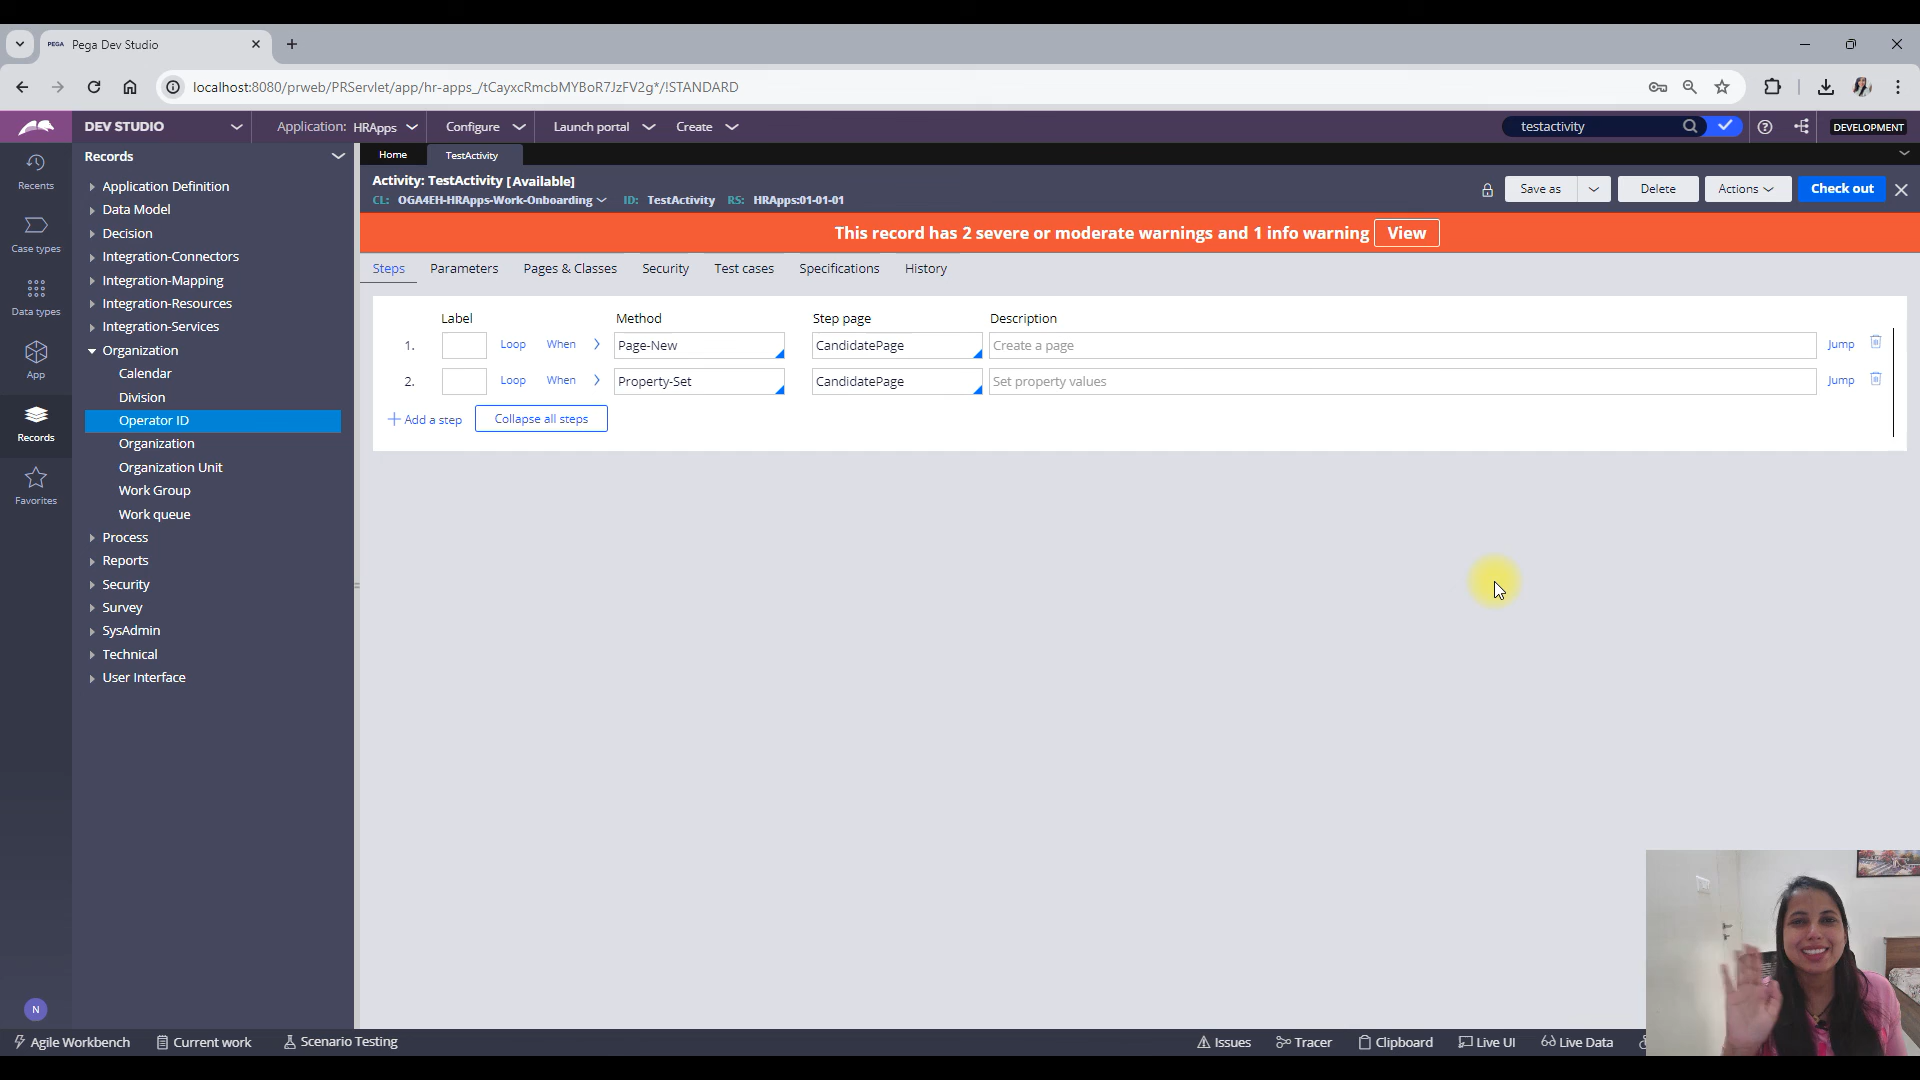 PEGA Pega Dev Studio
localhost:8080/prweb/PRServlet/app/hr-apps_/tCayxcRmcbMYBoR7JzFV2g*/!STANDARD
DEV STUDIO Application: HRApps Configure Launch portal Create testactivity DEVELOPMENT
Recents
Case types
Data types
App
Records
Favorites
N
Records
Application Definition
Data Model
Decision
Integration-Connectors
Integration-Mapping
Integration-Resources
Integration-Services
Organization
Calendar
Division
Operator ID
Organization
Organization Unit
Work Group
Work queue
Process
Reports
Security
Survey
SysAdmin
Technical
User Interface
Home TestActivity
Activity: TestActivity [Available]
CL: OGA4EH-HRApps-Work-Onboarding ID: TestActivity RS: HRApps:01-01-01
Save as Delete Actions Check out
This record has 2 severe or moderate warnings and 1 info warning View
Steps Parameters Pages & Classes Security Test cases Specifications History
Label Method Step page Description
1. Loop When Page-New CandidatePage Create a page Jump
2. Loop When Property-Set CandidatePage Set property values Jump
Add a step Collapse all steps
Agile Workbench Current work Scenario Testing Issues Tracer Clipboard Live UI Live Data